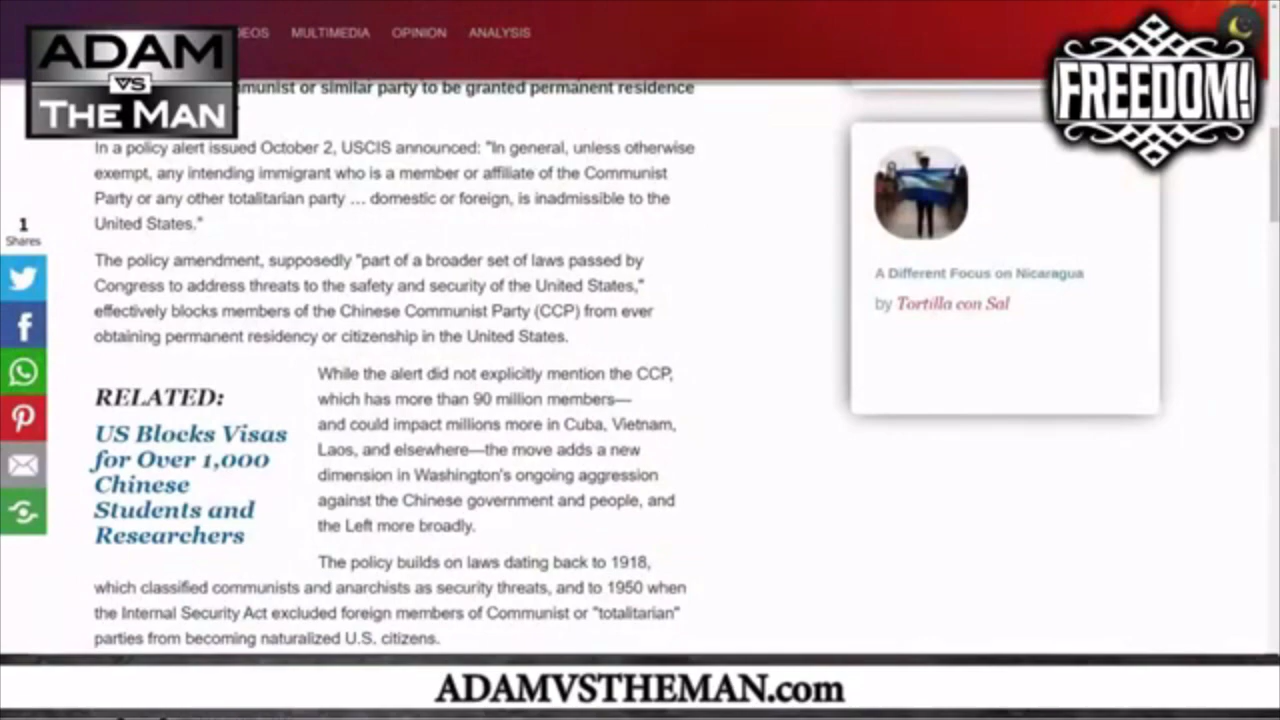 ADAM
VS
THE MAN
DEOS MULTIMEDIA OPINION ANALYSIS
FREEDOM!
munist or similar party to be granted permanent residence
In a policy alert issued October 2, USCIS announced: "In general, unless otherwise
exempt, any intending immigrant who is a member or affiliate of the Communist
Party or any other totalitarian party … domestic or foreign, is inadmissible to the
United States."
The policy amendment, supposedly "part of a broader set of laws passed by
Congress to address threats to the safety and security of the United States,"
effectively blocks members of the Chinese Communist Party (CCP) from ever
obtaining permanent residency or citizenship in the United States.
1
Shares
RELATED:
US Blocks Visas
for Over 1,000
Chinese
Students and
Researchers
While the alert did not explicitly mention the CCP,
which has more than 90 million members—
and could impact millions more in Cuba, Vietnam,
Laos, and elsewhere—the move adds a new
dimension in Washington's ongoing aggression
against the Chinese government and people, and
the Left more broadly.
The policy builds on laws dating back to 1918,
which classified communists and anarchists as security threats, and to 1950 when
the Internal Security Act excluded foreign members of Communist or "totalitarian"
parties from becoming naturalized U.S. citizens.
A Different Focus on Nicaragua
by Tortilla con Sal
ADAMVSTHEMAN.com